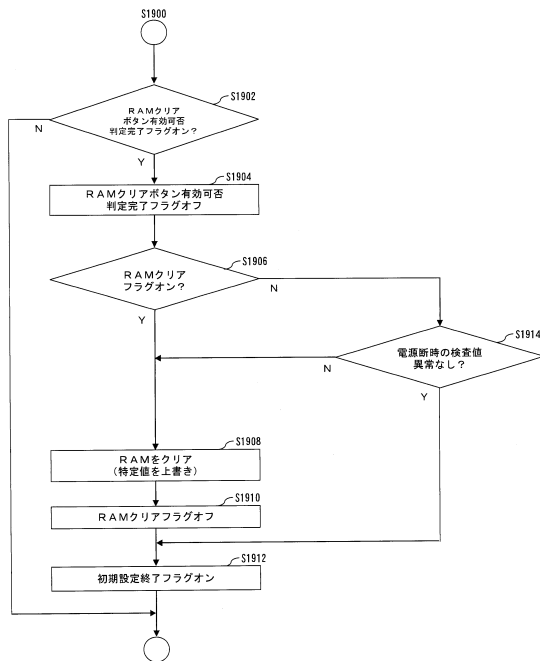 S1900
S1902
RAMクリア
ボタン有効可否
判定完了フラグオン？
N
Y
S1904
RAMクリアボタン有効可否
判定完了フラグオフ
S1906
RAMクリア
フラグオン？
N
Y
S1914
電源断時の検査値
異常なし？
N
Y
S1908
RAMをクリア
(特定値を上書き)
S1910
RAMクリアフラグオフ
S1912
初期設定終了フラグオン